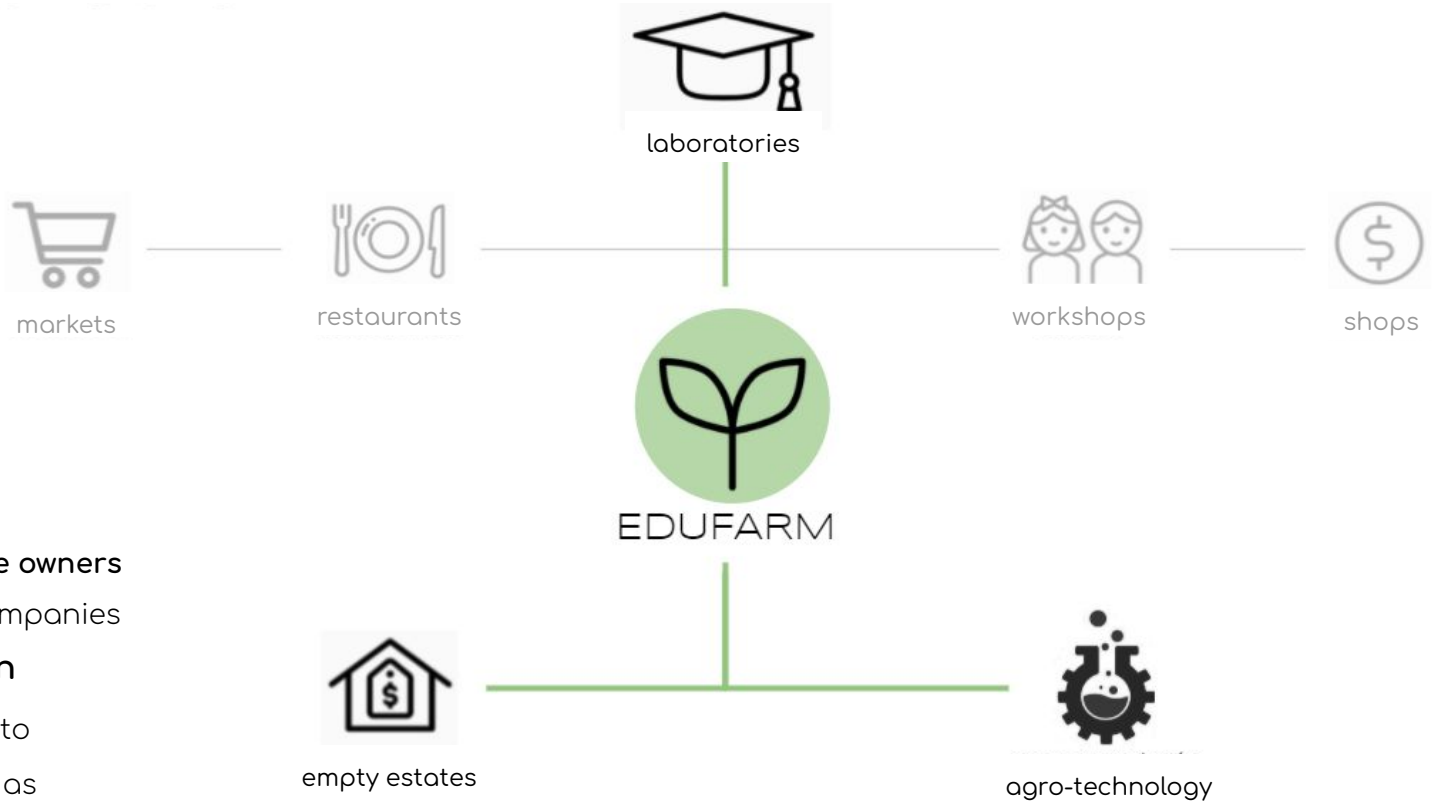 laboratories
markets
restaurants
workshops
shops
EDUFARM
e owners
mpanies
n
to
as
empty estates
agro-technology